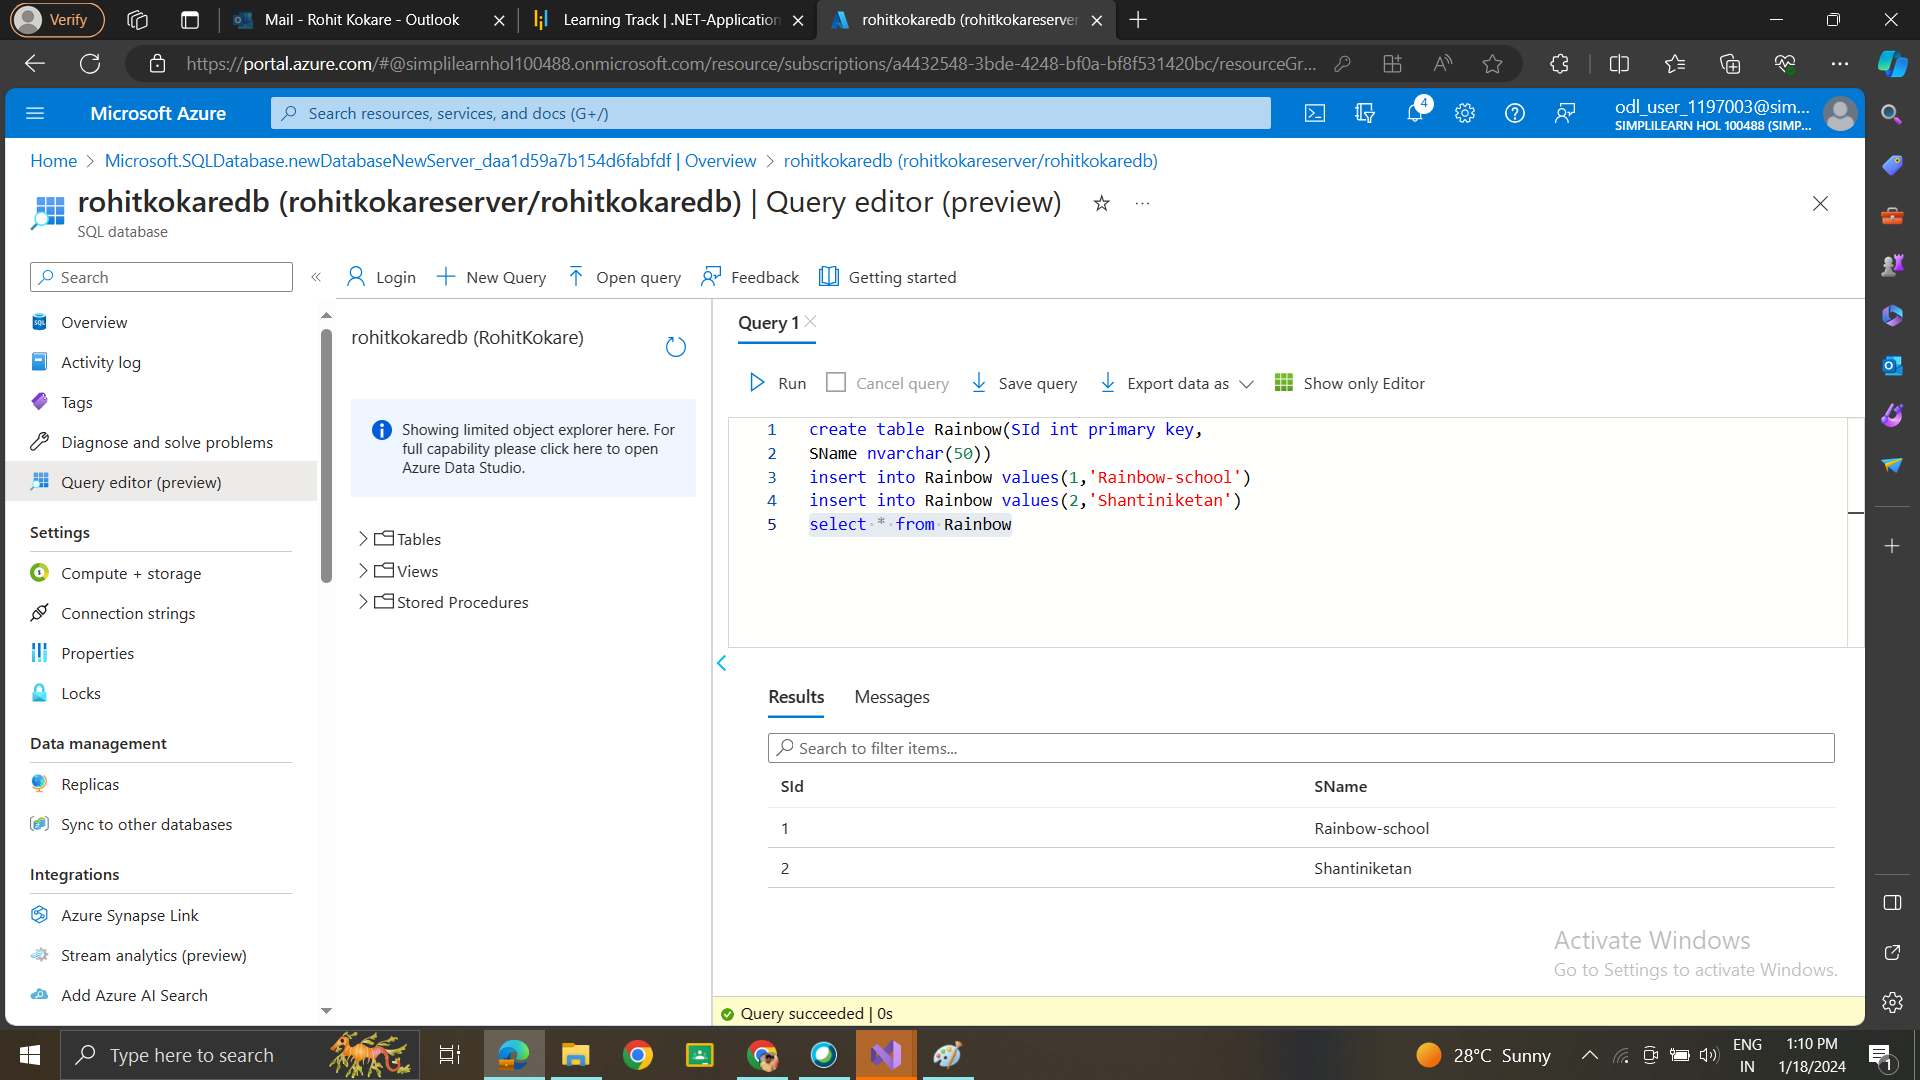 Verify
Mail - Rohit Kokare - Outlook
Learning Track | .NET-Application
rohitkokaredb (rohitkokareserver
https://portal.azure.com/#@simplilearnhol100488.onmicrosoft.com/resource/subscriptions/a4432548-3bde-4248-bf0a-bf8f531420bc/resourceGr...
Microsoft Azure
Search resources, services, and docs (G+/)
4
odl_user_1197003@sim...
SIMPLILEARN HOL 100488 (SIMP...
Home > Microsoft.SQLDatabase.newDatabaseNewServer_daa1d59a7b154d6fabfdf | Overview > rohitkokaredb (rohitkokareserver/rohitkokaredb)
rohitkokaredb (rohitkokareserver/rohitkokaredb) | Query editor (preview)
SQL database
Search
Login
New Query
Open query
Feedback
Getting started
Overview
Activity log
Tags
Diagnose and solve problems
Query editor (preview)
Settings
Compute + storage
Connection strings
Properties
Locks
Data management
Replicas
Sync to other databases
Integrations
Azure Synapse Link
Stream analytics (preview)
Add Azure AI Search
rohitkokaredb (RohitKokare)
Showing limited object explorer here. For
full capability please click here to open
Azure Data Studio.
Tables
Views
Stored Procedures
Query 1
Run
Cancel query
Save query
Export data as
Show only Editor
1 create table Rainbow(SId int primary key,
2 SName nvarchar(50))
3 insert into Rainbow values(1,'Rainbow-school')
4 insert into Rainbow values(2,'Shantiniketan')
5 select * from Rainbow
Results
Messages
Search to filter items...
SId SName
1 Rainbow-school
2 Shantiniketan
Activate Windows
Go to Settings to activate Windows.
Query succeeded | 0s
Type here to search
28°C Sunny
ENG
IN
1:10 PM
1/18/2024
1